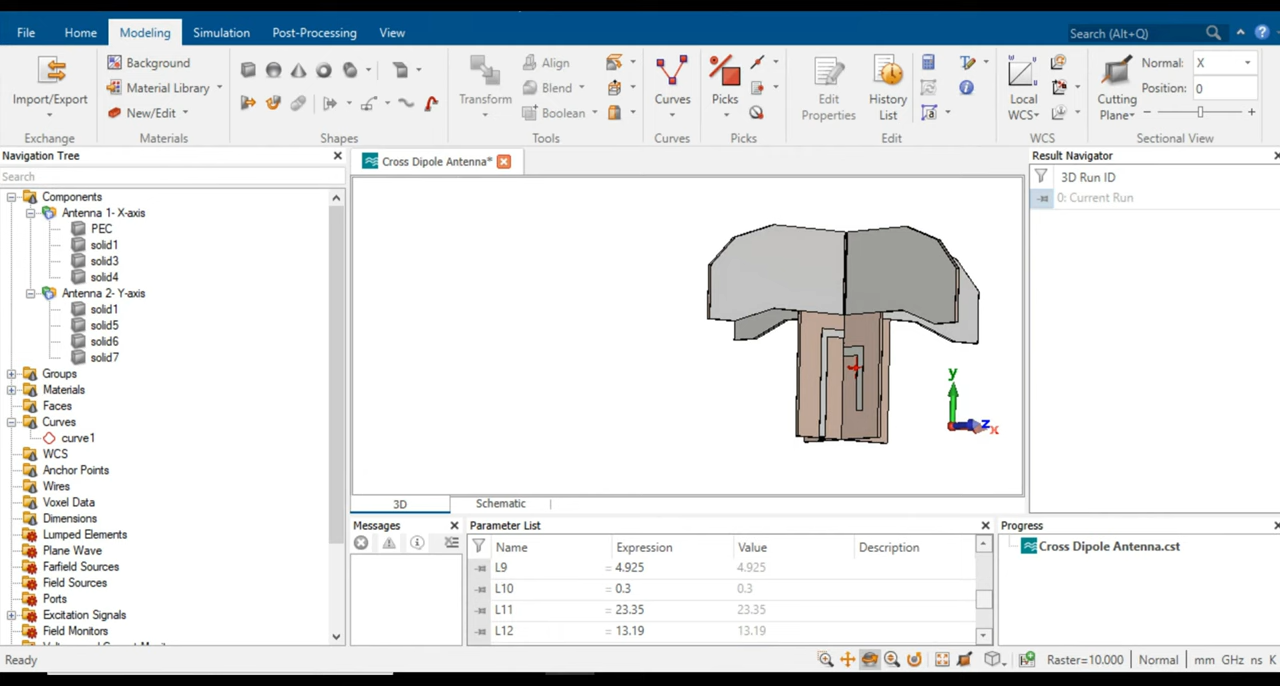 File Home Modeling Simulation Post-Processing View Search (Alt+Q)
Import/Export
Exchange
Background
Material Library
New/Edit
Materials
Shapes
Transform
Align
Blend
Boolean
Tools
Curves
Curves
Picks
Picks
Edit
Properties
History
List
Edit
Local
WCS
WCS
Cutting
Plane
Normal: X
Position: 0
Sectional View
Navigation Tree
Search
Components
Antenna 1- X-axis
PEC
solid1
solid3
solid4
Antenna 2- Y-axis
solid1
solid5
solid6
solid7
Groups
Materials
Faces
Curves
curve1
WCS
Anchor Points
Wires
Voxel Data
Dimensions
Lumped Elements
Plane Wave
Farfield Sources
Field Sources
Ports
Excitation Signals
Field Monitors
Cross Dipole Antenna*
y
z
x
3D Schematic
Result Navigator
3D Run ID
0: Current Run
Messages
Parameter List
Name Expression Value Description
L9 = 4.925 4.925
L10 = 0.3 0.3
L11 = 23.35 23.35
L12 = 13.19 13.19
Progress
Cross Dipole Antenna.cst
Ready
Raster=10.000 Normal mm GHz ns K